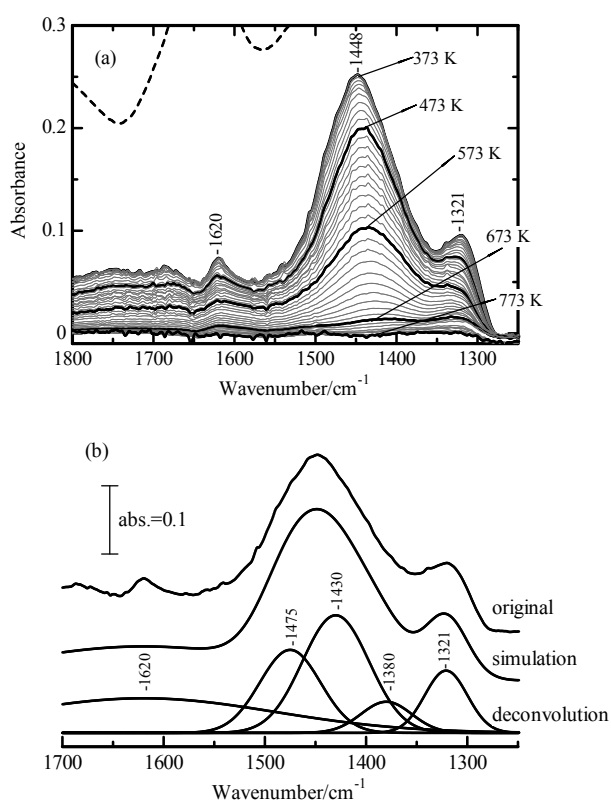 (a)
0.3
0.2
0.1
0
Absorbance
-1448
-1620
-1321
373 K
473 K
573 K
673 K
773 K
1800 1700 1600 1500 1400 1300
Wavenumber/cm⁻¹
(b)
abs.=0.1
original
simulation
deconvolution
-1620
-1475
-1430
-1380
-1321
1700 1600 1500 1400 1300
Wavenumber/cm⁻¹